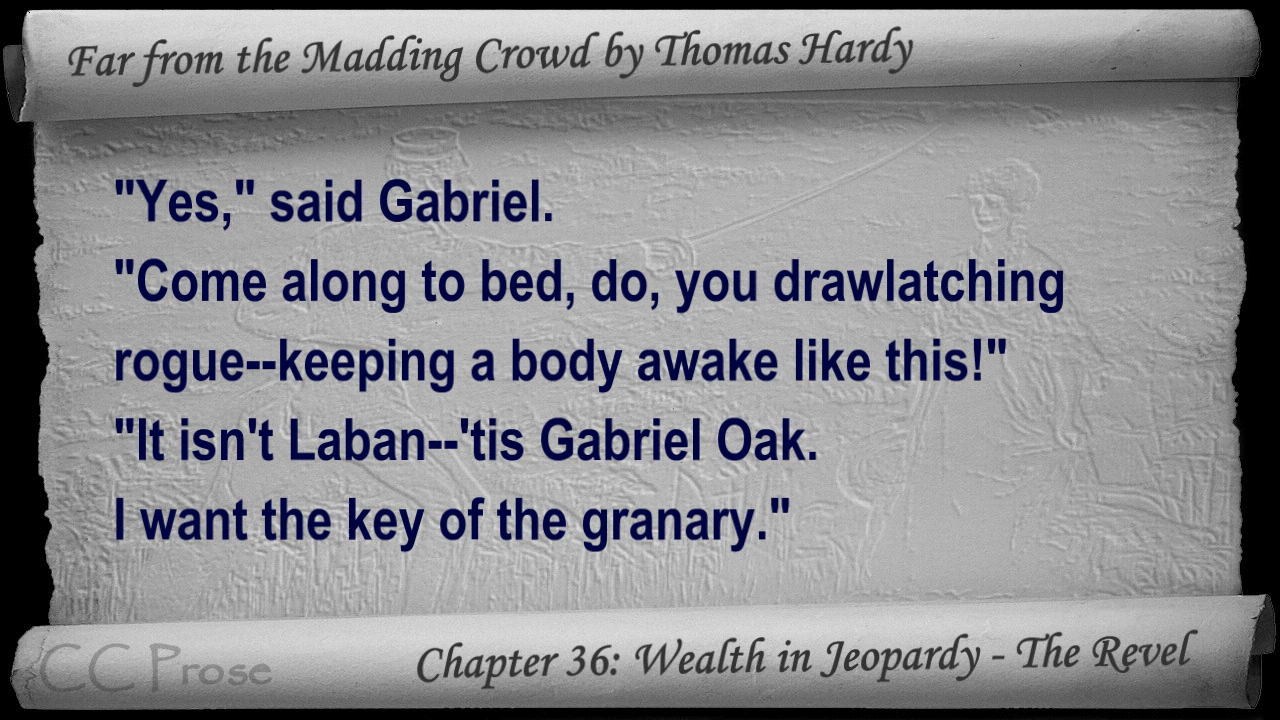 Far from the Madding Crowd by Thomas Hardy
"Yes," said Gabriel.
"Come along to bed, do, you drawlatching
rogue--keeping a body awake like this!"
"It isn't Laban--'tis Gabriel Oak.
I want the key of the granary."
CC Prose
Chapter 36: Wealth in Jeopardy - The Revel